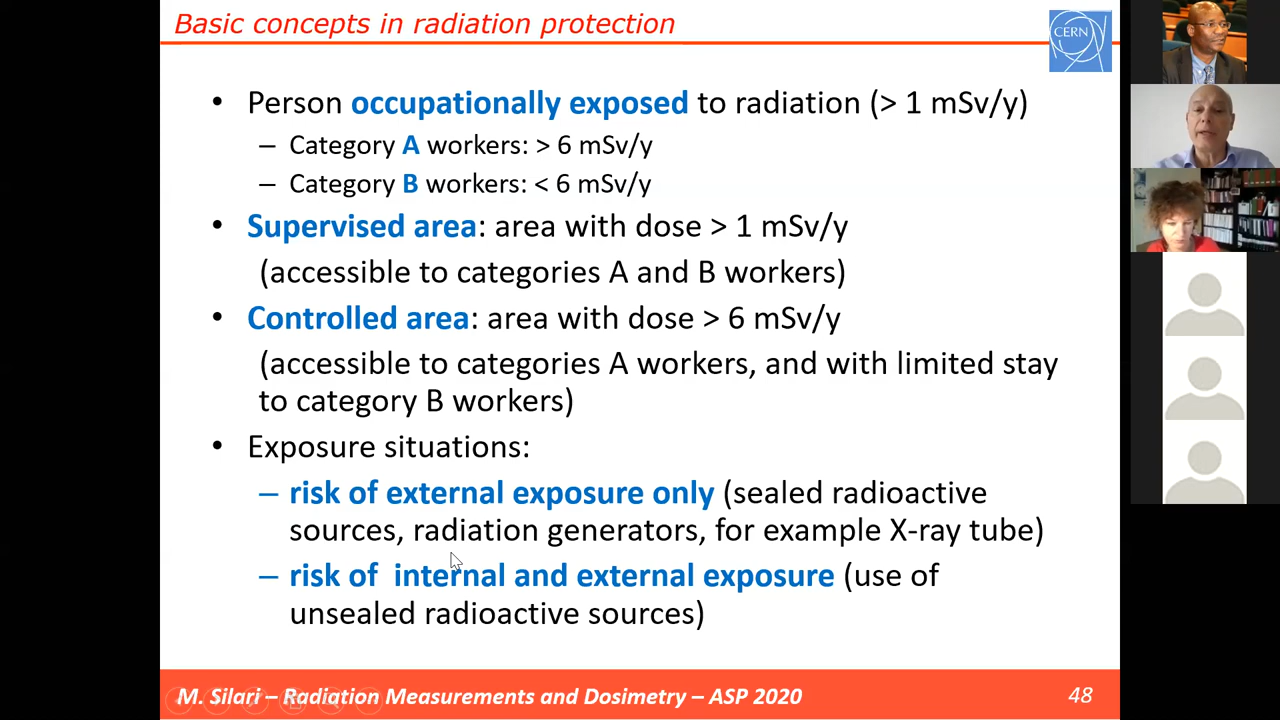 Basic concepts in radiation protection
CERN
• Person occupationally exposed to radiation (> 1 mSv/y)
– Category A workers: > 6 mSv/y
– Category B workers: < 6 mSv/y
• Supervised area: area with dose > 1 mSv/y
(accessible to categories A and B workers)
• Controlled area: area with dose > 6 mSv/y
(accessible to categories A workers, and with limited stay
to category B workers)
• Exposure situations:
– risk of external exposure only (sealed radioactive
sources, radiation generators, for example X-ray tube)
– risk of internal and external exposure (use of
unsealed radioactive sources)
M. Silari – Radiation Measurements and Dosimetry – ASP 2020
48